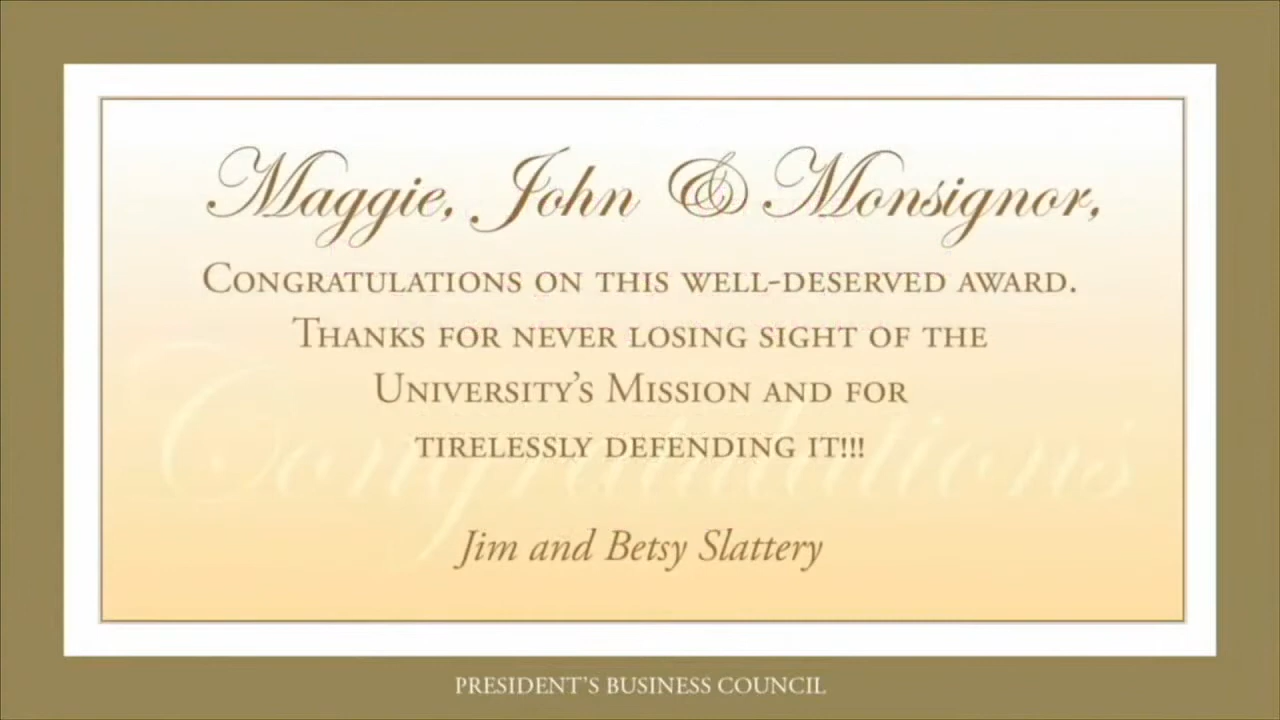 Maggie, John & Monsignor,
Congratulations on this well-deserved award.
Thanks for never losing sight of the
University's Mission and for
tirelessly defending it!!!
Congratulations
Jim and Betsy Slattery
PRESIDENT'S BUSINESS COUNCIL